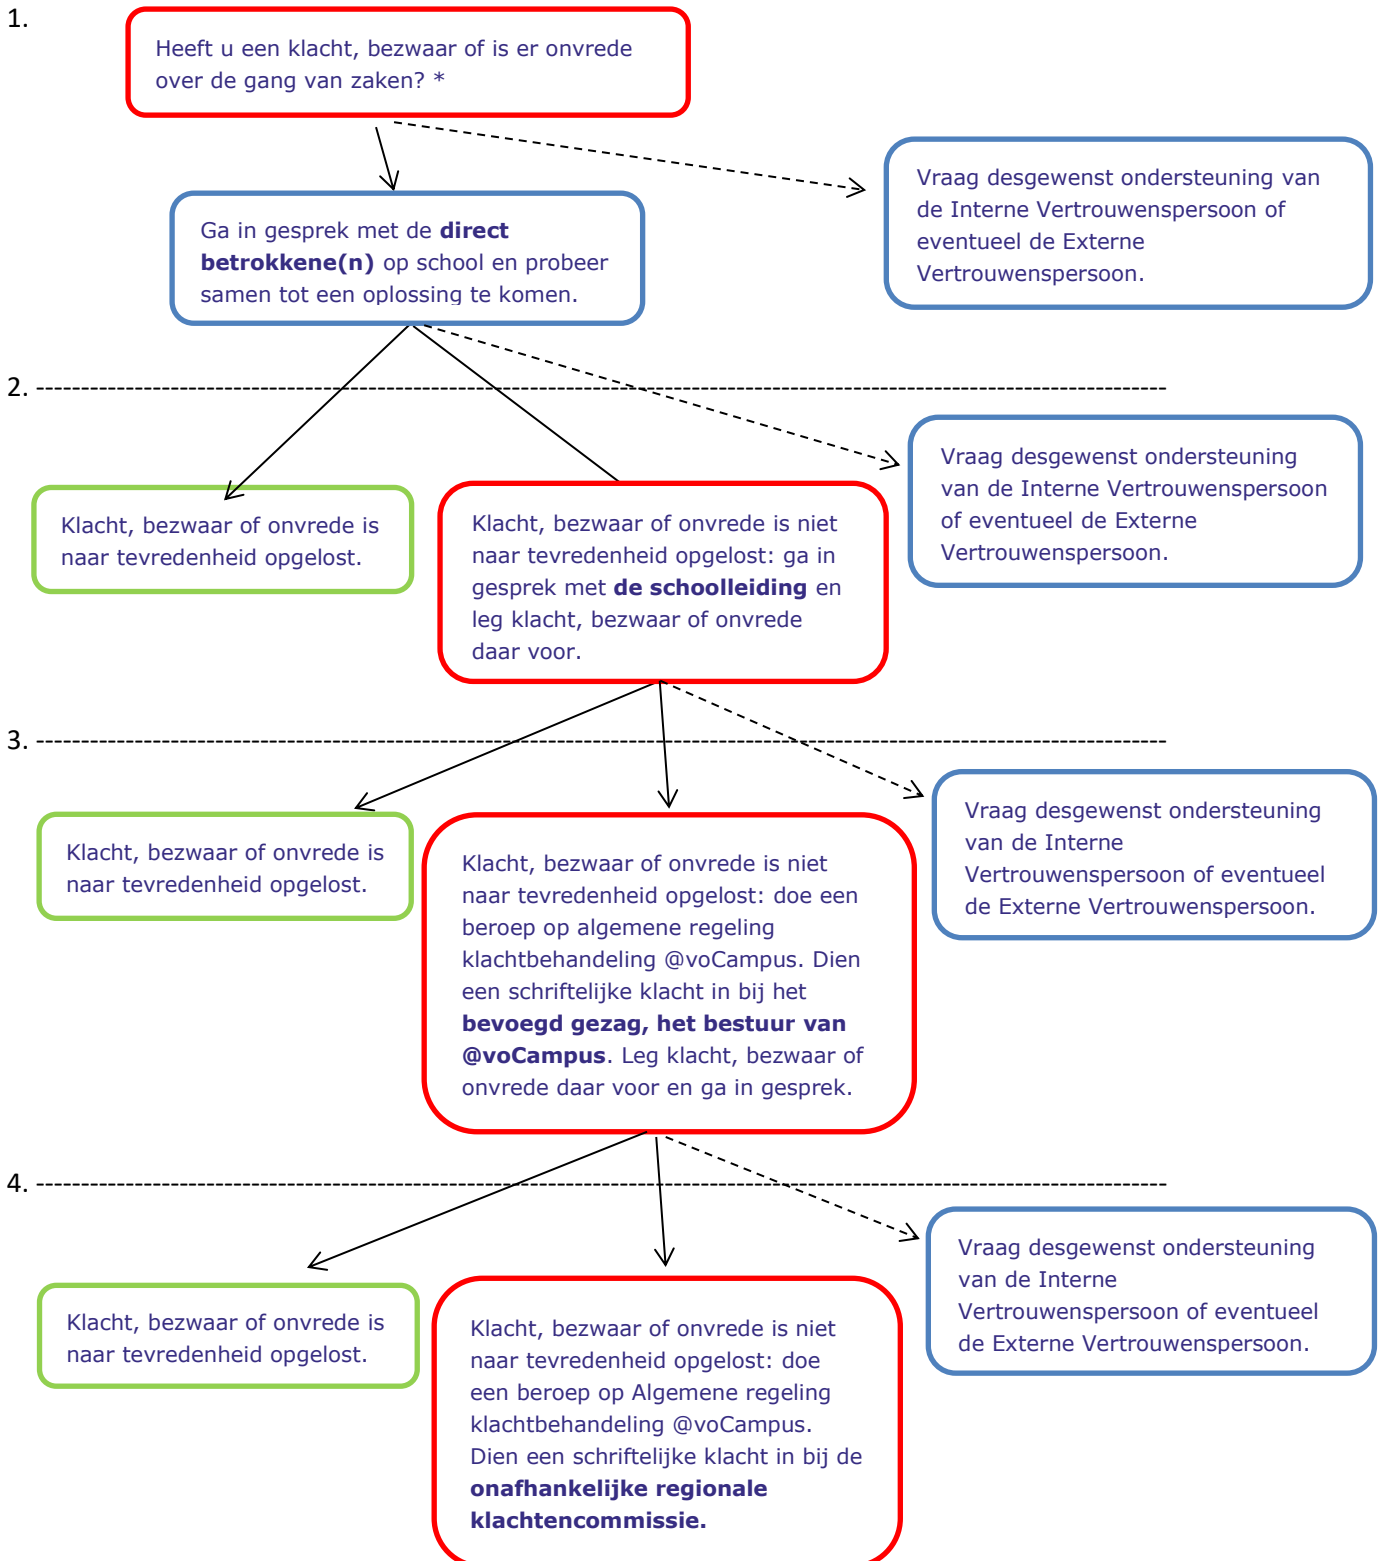 1.
Heeft u een klacht, bezwaar of is er onvrede
over de gang van zaken? *
Vraag desgewenst ondersteuning van
de Interne Vertrouwenspersoon of
eventueel de Externe
Vertrouwenspersoon.
Ga in gesprek met de direct
betrokkene(n) op school en probeer
samen tot een oplossing te komen.
2.
Vraag desgewenst ondersteuning
van de Interne Vertrouwenspersoon
of eventueel de Externe
Vertrouwenspersoon.
Klacht, bezwaar of onvrede is
naar tevredenheid opgelost.
Klacht, bezwaar of onvrede is niet
naar tevredenheid opgelost: ga in
gesprek met de schoolleiding en
leg klacht, bezwaar of onvrede
daar voor.
3.
Vraag desgewenst ondersteuning
van de Interne
Vertrouwenspersoon of eventueel
de Externe Vertrouwenspersoon.
Klacht, bezwaar of onvrede is
naar tevredenheid opgelost.
Klacht, bezwaar of onvrede is niet
naar tevredenheid opgelost: doe een
beroep op algemene regeling
klachtbehandeling @voCampus. Dien
een schriftelijke klacht in bij het
bevoegd gezag, het bestuur van
@voCampus. Leg klacht, bezwaar of
onvrede daar voor en ga in gesprek.
4.
Vraag desgewenst ondersteuning
van de Interne
Vertrouwenspersoon of eventueel
de Externe Vertrouwenspersoon.
Klacht, bezwaar of onvrede is
naar tevredenheid opgelost.
Klacht, bezwaar of onvrede is niet
naar tevredenheid opgelost: doe
een beroep op Algemene regeling
klachtbehandeling @voCampus.
Dien een schriftelijke klacht in bij de
onafhankelijke regionale
klachtencommissie.